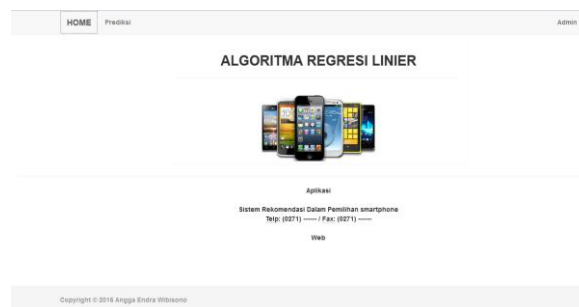 HOME Prediksi Admin
ALGORITMA REGRESI LINIER
Aplikasi
Sistem Rekomendasi Dalam Pemilihan smartphone
Telp: (0271) ------ / Fax: (0271) ------
Web
Copyright © 2016 Angga Endra Wibisono